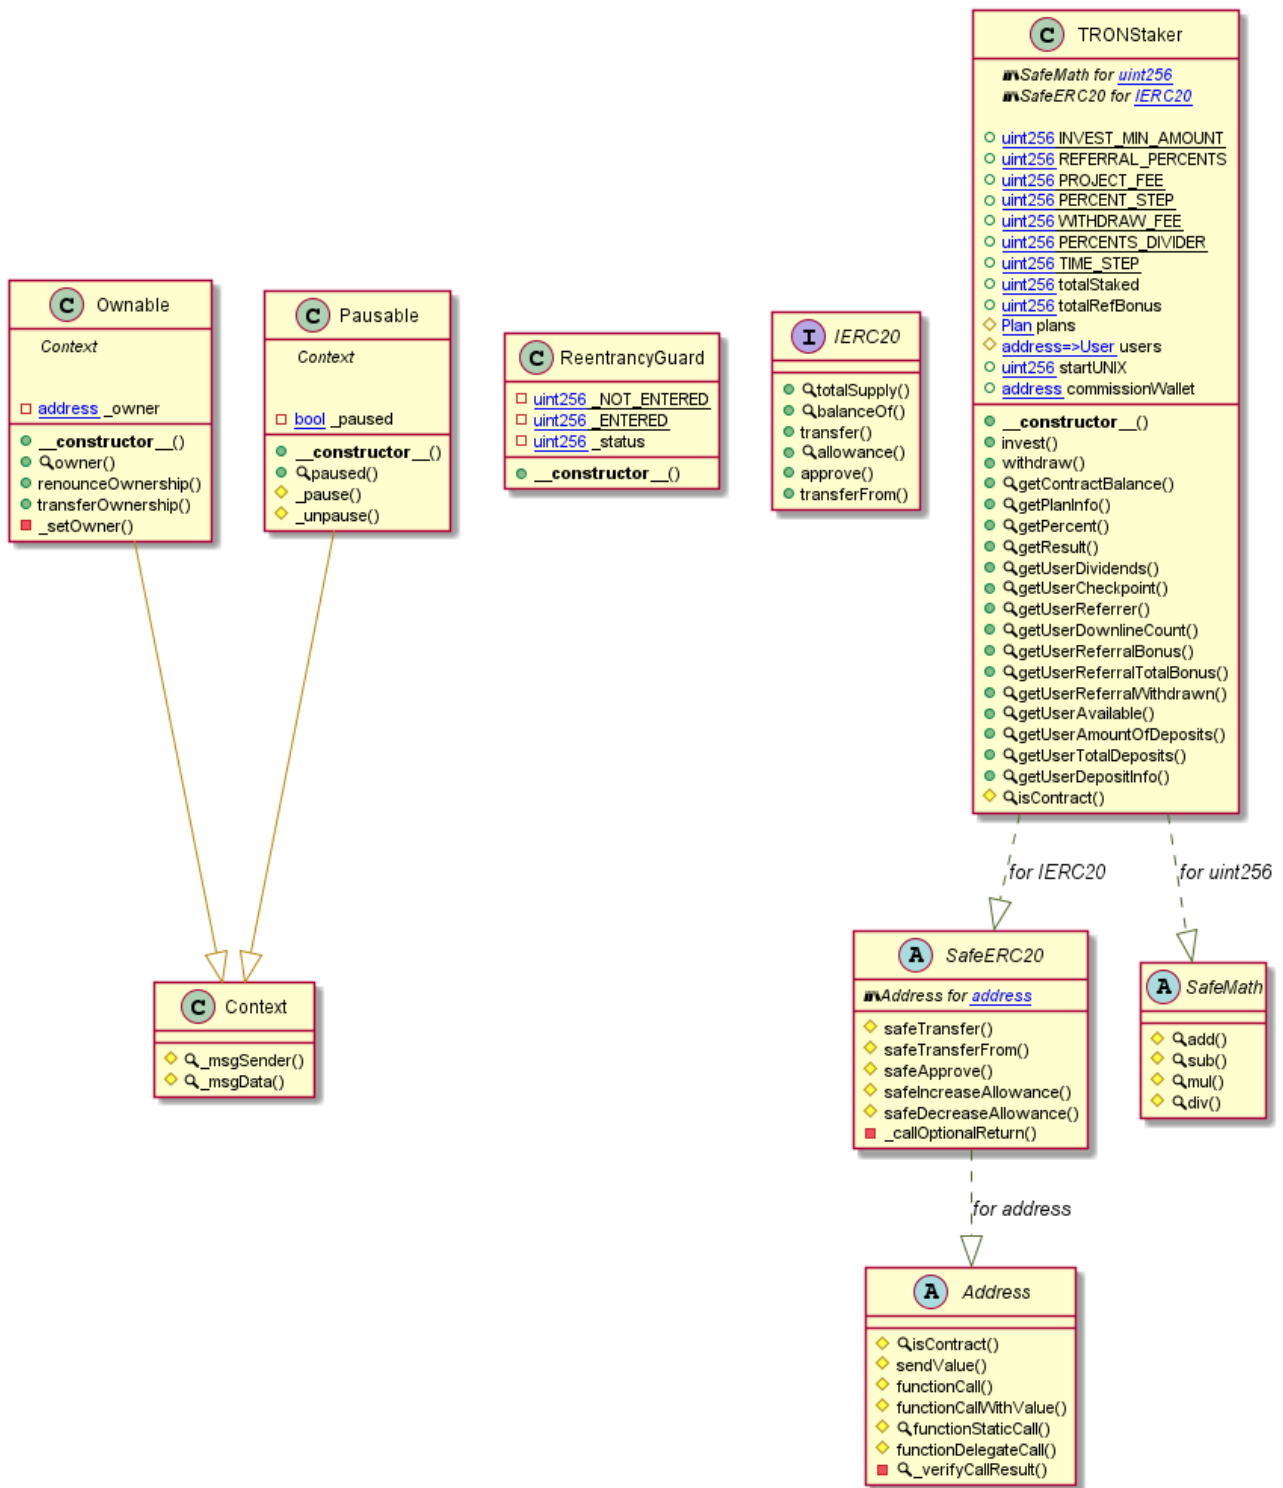 C Ownable
Context
address _owner
__constructor__()
owner()
renounceOwnership()
transferOwnership()
_setOwner()
C Pausable
Context
bool _paused
__constructor__()
paused()
_pause()
_unpause()
C ReentrancyGuard
uint256 _NOT_ENTERED
uint256 _ENTERED
uint256 _status
__constructor__()
I IERC20
totalSupply()
balanceOf()
transfer()
allowance()
approve()
transferFrom()
C TRONStaker
SafeMath for uint256
SafeERC20 for IERC20
uint256 INVEST_MIN_AMOUNT
uint256 REFERRAL_PERCENTS
uint256 PROJECT_FEE
uint256 PERCENT_STEP
uint256 WITHDRAW_FEE
uint256 PERCENTS_DIVIDER
uint256 TIME_STEP
uint256 totalStaked
uint256 totalRefBonus
Plan plans
address=>User users
uint256 startUNIX
address commissionWallet
__constructor__()
invest()
withdraw()
getContractBalance()
getPlanInfo()
getPercent()
getResult()
getUserDividends()
getUserCheckpoint()
getUserReferrer()
getUserDownlineCount()
getUserReferralBonus()
getUserReferralTotalBonus()
getUserReferralWithdrawn()
getUserAvailable()
getUserAmountOfDeposits()
getUserTotalDeposits()
getUserDepositInfo()
isContract()
for IERC20
for uint256
C Context
_msgSender()
_msgData()
A SafeERC20
Address for address
safeTransfer()
safeTransferFrom()
safeApprove()
safeIncreaseAllowance()
safeDecreaseAllowance()
_callOptionalReturn()
A SafeMath
add()
sub()
mul()
div()
for address
A Address
isContract()
sendValue()
functionCall()
functionCallWithValue()
functionStaticCall()
functionDelegateCall()
_verifyCallResult()